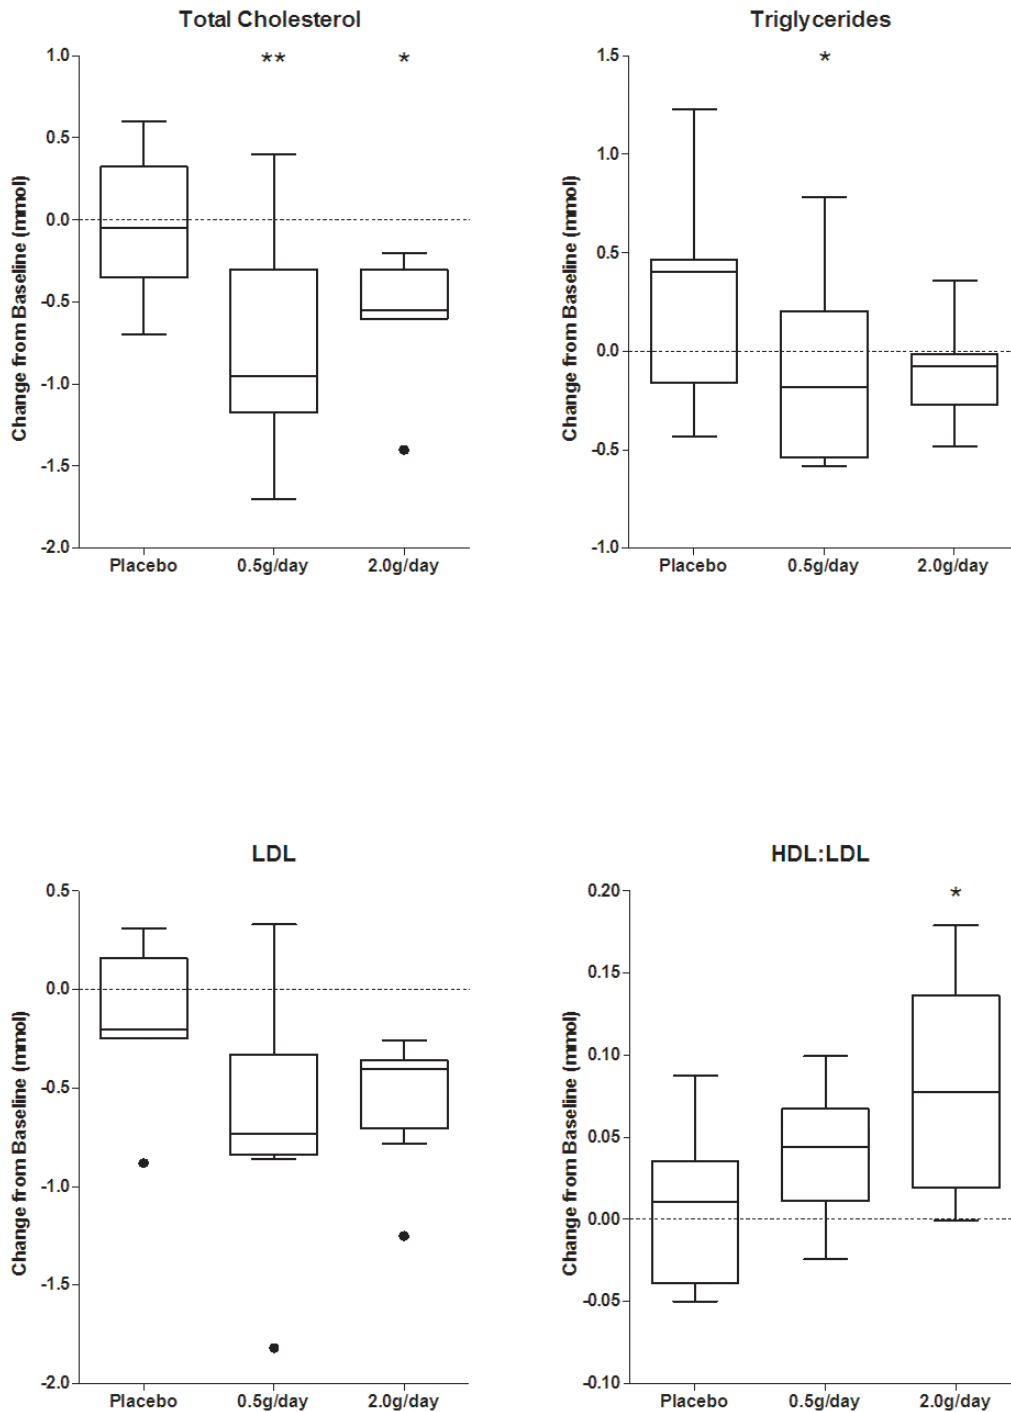 Total Cholesterol
1.0
**
*
0.5
0.0
-0.5
-1.0
-1.5
-2.0
Change from Baseline (mmol)
Placebo
0.5g/day
2.0g/day
Triglycerides
1.5
*
1.0
0.5
0.0
-0.5
-1.0
Change from Baseline (mmol)
Placebo
0.5g/day
2.0g/day
LDL
0.5
0.0
-0.5
-1.0
-1.5
-2.0
Change from Baseline (mmol)
Placebo
0.5g/day
2.0g/day
HDL:LDL
0.20
*
0.15
0.10
0.05
0.00
-0.05
-0.10
Change from Baseline (mmol)
Placebo
0.5g/day
2.0g/day